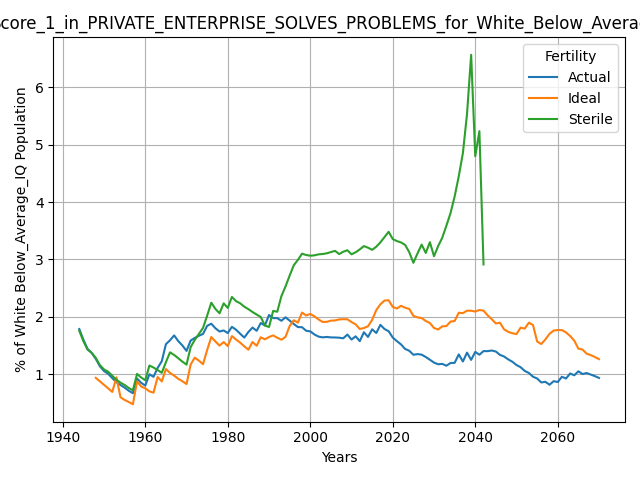 core_1_in_PRIVATE_ENTERPRISE_SOLVES_PROBLEMS_for_White_Below_Avera
Fertility
Actual
Ideal
Sterile
% of White Below_Average_IQ Population
6
5
4
3
2
1
1940 1960 1980 2000 2020 2040 2060
Years